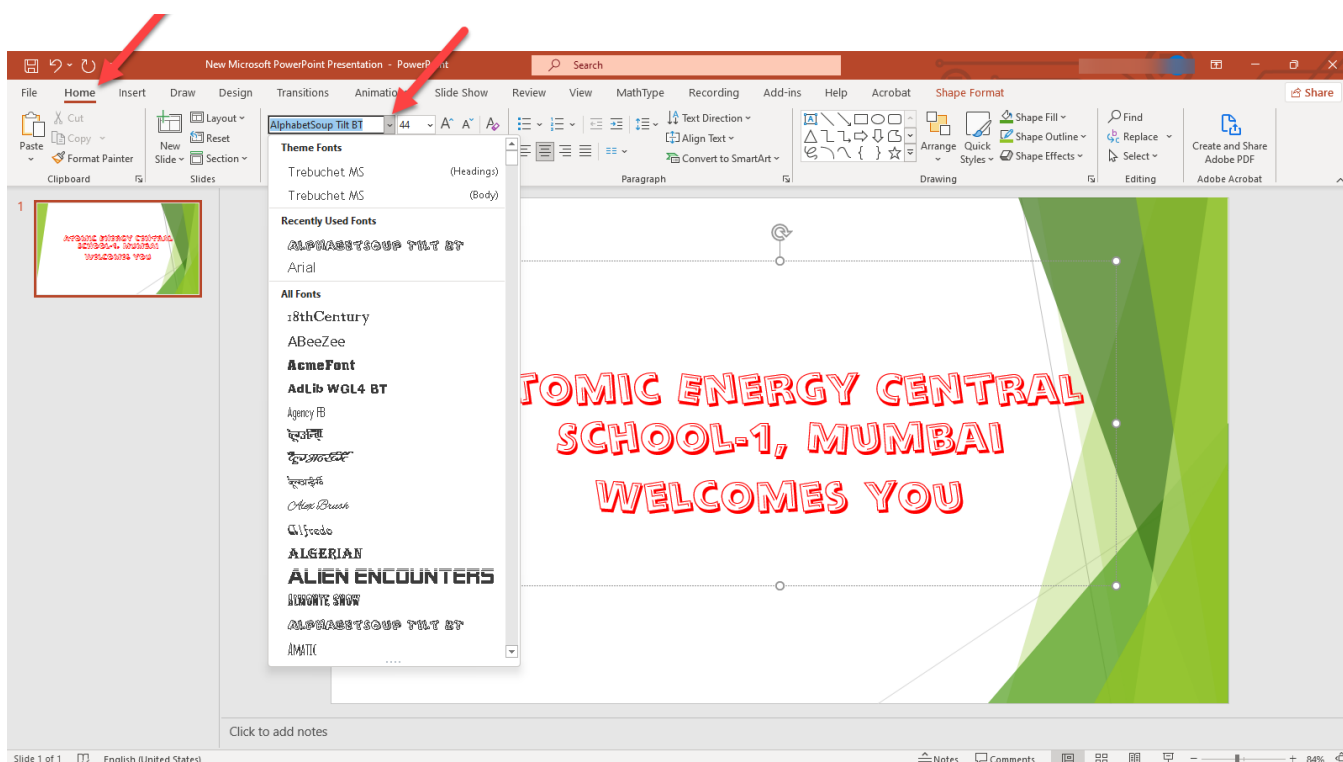 New Microsoft PowerPoint Presentation - PowerPoint
Search
File Home Insert Draw Design Transitions Animations Slide Show Review View MathType Recording Add-ins Help Acrobat Shape Format Share
Paste
Cut
Copy
Format Painter
Clipboard
New Slide
Layout
Reset
Section
Slides
AlphabetSoup Tilt BT 44
Text Direction
Align Text
Convert to SmartArt
Paragraph
Arrange
Quick Styles
Shape Fill
Shape Outline
Shape Effects
Drawing
Find
Replace
Select
Editing
Create and Share
Adobe PDF
Adobe Acrobat
Theme Fonts
Trebuchet MS (Headings)
Trebuchet MS (Body)
Recently Used Fonts
ALPHABETSOUP TILT BT
Arial
All Fonts
18thCentury
ABeeZee
AcmeFont
AdLib WGL4 BT
Agency FB
Alex Brush
Alfredo
ALGERIAN
ALIEN ENCOUNTERS
ALMONTE SNOW
ALPHABETSOUP TILT BT
AMATIC
1
ATOMIC ENERGY CENTRAL
SCHOOL-1, MUMBAI
WELCOMES YOU
TOMIC ENERGY CENTRAL
SCHOOL-1, MUMBAI
WELCOMES YOU
Click to add notes
Slide 1 of 1 English (United States) Notes Comments 84%